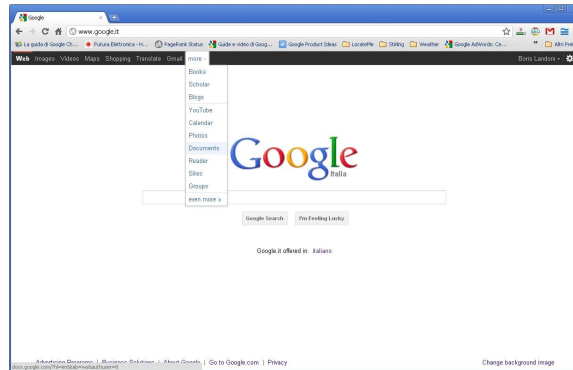 Google
www.google.it
La guida di Google Ch... Futura Elettronica - H... PageRank Status Guide e video di Goog... Google Product Ideas LocateMe Stirling Weather Google AdWords: Ce... » Altri Pre
Web Images Videos Maps Shopping Translate Gmail more Boris Landoni
Books
Scholar
Blogs
YouTube
Calendar
Photos
Documents
Reader
Sites
Groups
even more »
Google
Italia
Google Search I'm Feeling Lucky
Google.it offered in: italiano
Advertising Programs | Business Solutions | About Google | Go to Google.com | Privacy Change background image